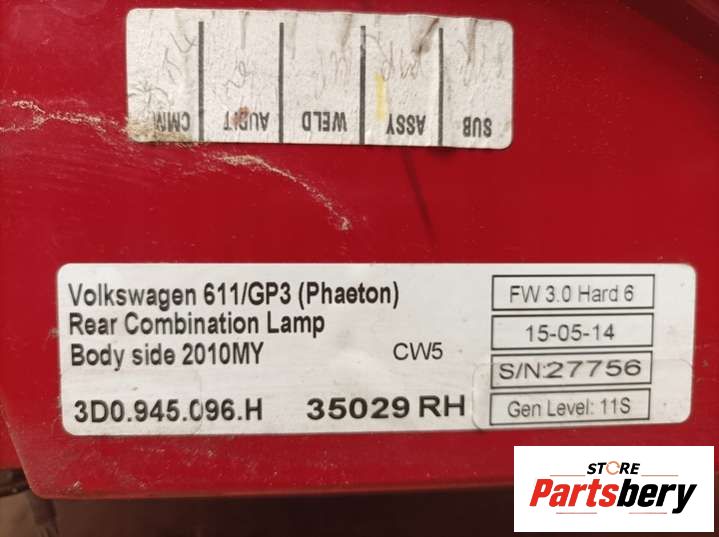 SUB ASSY WELD AUDIT CMM
Volkswagen 611/GP3 (Phaeton)
Rear Combination Lamp
Body side 2010MY CW5
3D0.945.096.H 35029 RH
FW 3.0 Hard 6
15-05-14
S/N:27756
Gen Level: 11S
STORE
Partsbery